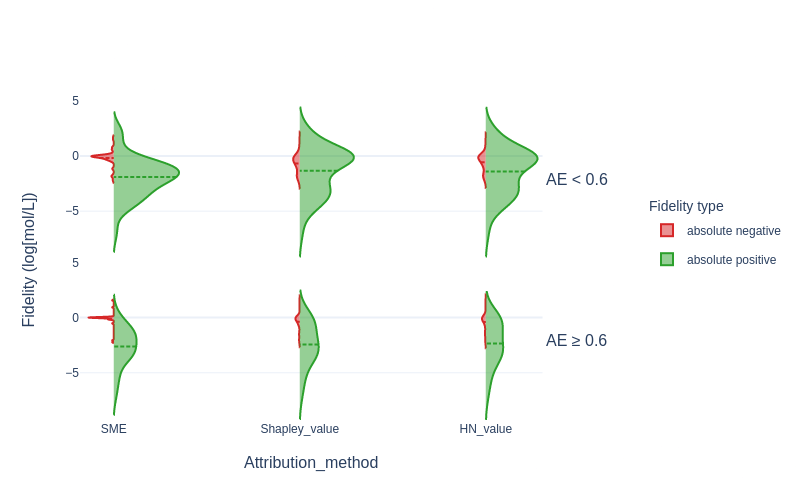 5
0
−5
AE < 0.6
Fidelity (log[mol/L])
Fidelity type
absolute negative
absolute positive
5
0
−5
AE ≥ 0.6
SME
Shapley_value
HN_value
Attribution_method